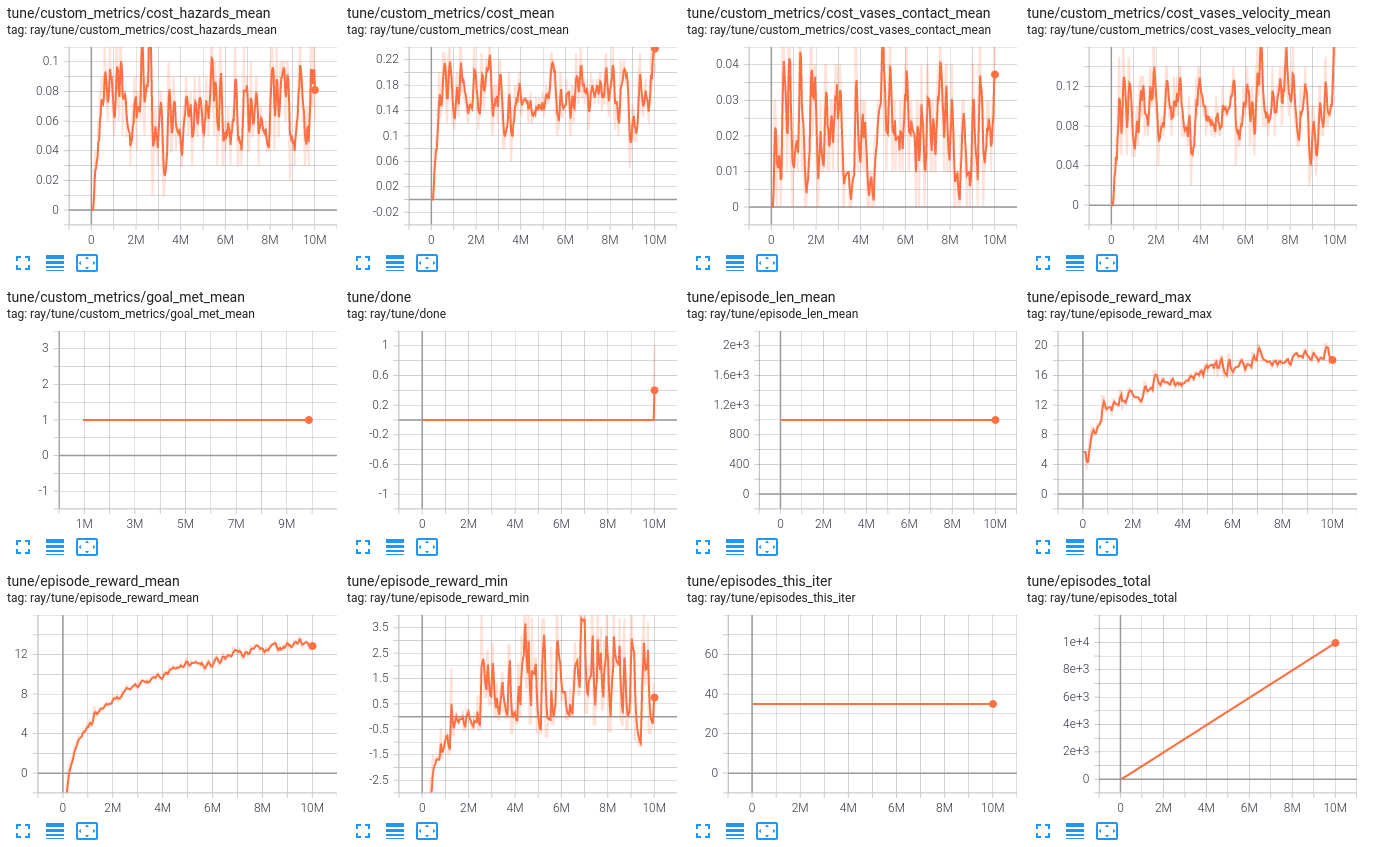 tune/custom_metrics/cost_hazards_mean
tag: ray/tune/custom_metrics/cost_hazards_mean
0.1
0.08
0.06
0.04
0.02
0
0 2M 4M 6M 8M 10M
tune/custom_metrics/cost_mean
tag: ray/tune/custom_metrics/cost_mean
0.22
0.18
0.14
0.1
0.06
0.02
-0.02
0 2M 4M 6M 8M 10M
tune/custom_metrics/cost_vases_contact_mean
tag: ray/tune/custom_metrics/cost_vases_contact_mean
0.04
0.03
0.02
0.01
0
0 2M 4M 6M 8M 10M
tune/custom_metrics/cost_vases_velocity_mean
tag: ray/tune/custom_metrics/cost_vases_velocity_mean
0.12
0.08
0.04
0
0 2M 4M 6M 8M 10M
tune/custom_metrics/goal_met_mean
tag: ray/tune/custom_metrics/goal_met_mean
3
2
1
0
-1
1M 3M 5M 7M 9M
tune/done
tag: ray/tune/done
1
0.6
0.2
-0.2
-0.6
-1
0 2M 4M 6M 8M 10M
tune/episode_len_mean
tag: ray/tune/episode_len_mean
2e+3
1.6e+3
1.2e+3
800
400
0
0 2M 4M 6M 8M 10M
tune/episode_reward_max
tag: ray/tune/episode_reward_max
20
16
12
8
4
0
0 2M 4M 6M 8M 10M
tune/episode_reward_mean
tag: ray/tune/episode_reward_mean
12
8
4
0
0 2M 4M 6M 8M 10M
tune/episode_reward_min
tag: ray/tune/episode_reward_min
3.5
2.5
1.5
0.5
-0.5
-1.5
-2.5
0 2M 4M 6M 8M 10M
tune/episodes_this_iter
tag: ray/tune/episodes_this_iter
60
40
20
0
0 2M 4M 6M 8M 10M
tune/episodes_total
tag: ray/tune/episodes_total
1e+4
8e+3
6e+3
4e+3
2e+3
0
0 2M 4M 6M 8M 10M